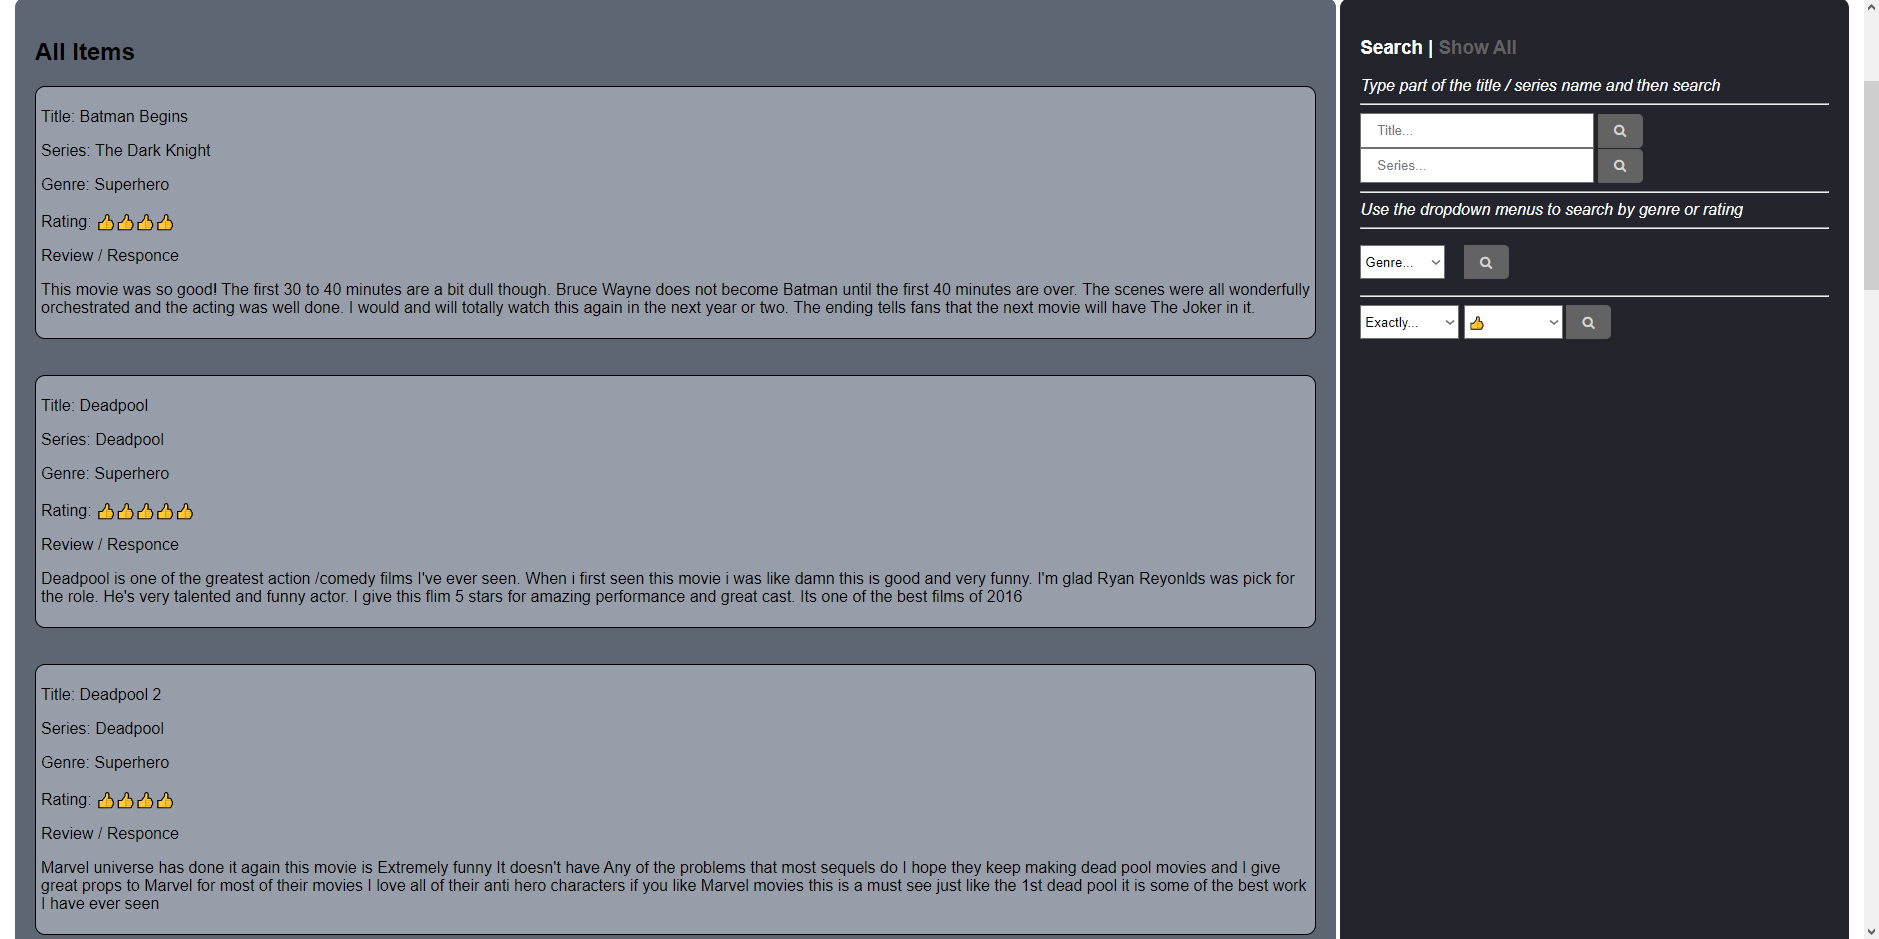 All Items
Title: Batman Begins
Series: The Dark Knight
Genre: Superhero
Rating: 👍👍👍👍
Review / Responce
This movie was so good! The first 30 to 40 minutes are a bit dull though. Bruce Wayne does not become Batman until the first 40 minutes are over. The scenes were all wonderfully
orchestrated and the acting was well done. I would and will totally watch this again in the next year or two. The ending tells fans that the next movie will have The Joker in it.
Title: Deadpool
Series: Deadpool
Genre: Superhero
Rating: 👍👍👍👍👍
Review / Responce
Deadpool is one of the greatest action /comedy films I've ever seen. When i first seen this movie i was like damn this is good and very funny. I'm glad Ryan Reyonlds was pick for
the role. He's very talented and funny actor. I give this flim 5 stars for amazing performance and great cast. Its one of the best films of 2016
Title: Deadpool 2
Series: Deadpool
Genre: Superhero
Rating: 👍👍👍👍
Review / Responce
Marvel universe has done it again this movie is Extremely funny It doesn't have Any of the problems that most sequels do I hope they keep making dead pool movies and I give
great props to Marvel for most of their movies I love all of their anti hero characters if you like Marvel movies this is a must see just like the 1st dead pool it is some of the best work
I have ever seen
Search | Show All
Type part of the title / series name and then search
Title...
Series...
Use the dropdown menus to search by genre or rating
Genre...
Exactly... 👍